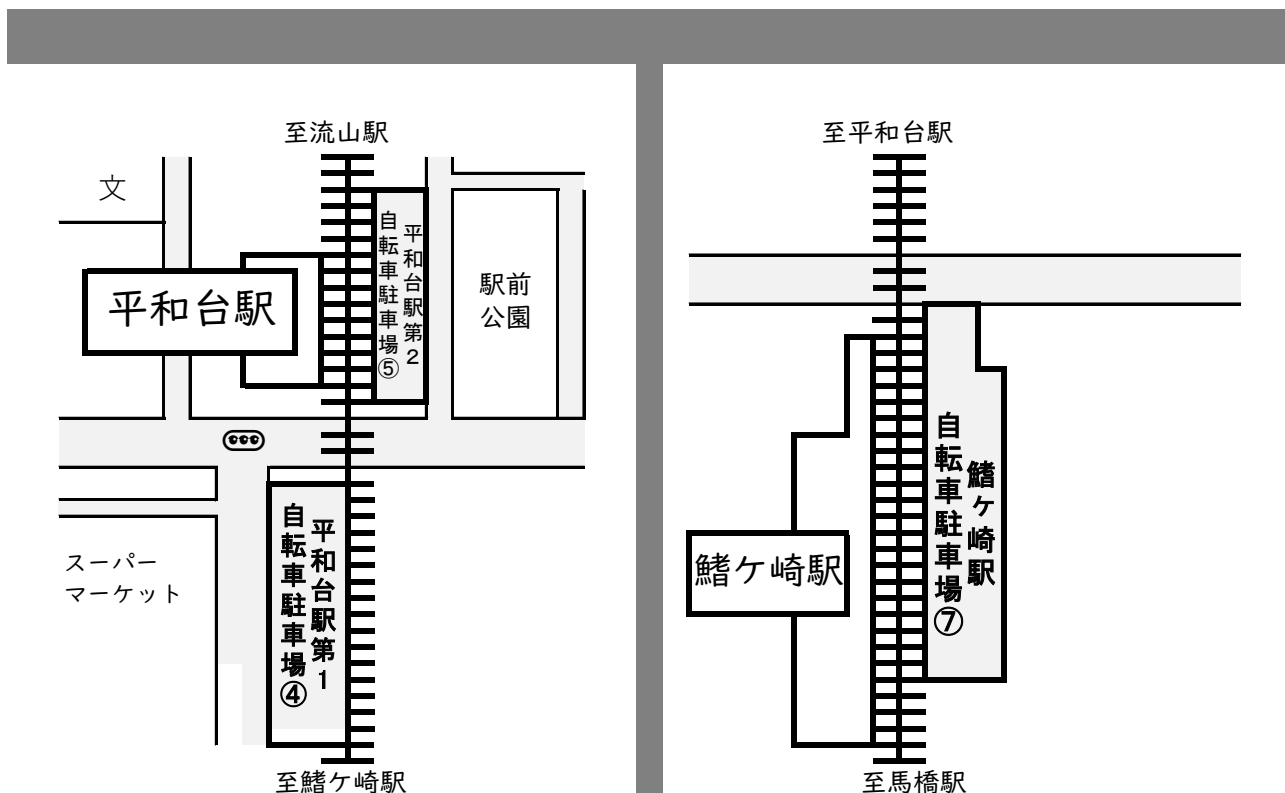 至流山駅
文
平和台駅
平和台駅第2
自転車駐車場⑤
駅前
公園
スーパー
マーケット
平和台駅第1
自転車駐車場④
至鰭ケ崎駅
至平和台駅
鰭ケ崎駅
鰭ヶ崎駅
自転車駐車場⑦
至馬橋駅